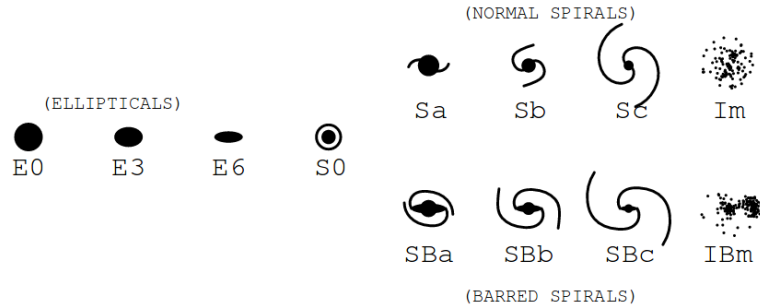 (NORMAL SPIRALS)
Sa Sb Sc Im
(ELLIPTICALS)
E0 E3 E6 S0
SBa SBb SBc IBm
(BARRED SPIRALS)